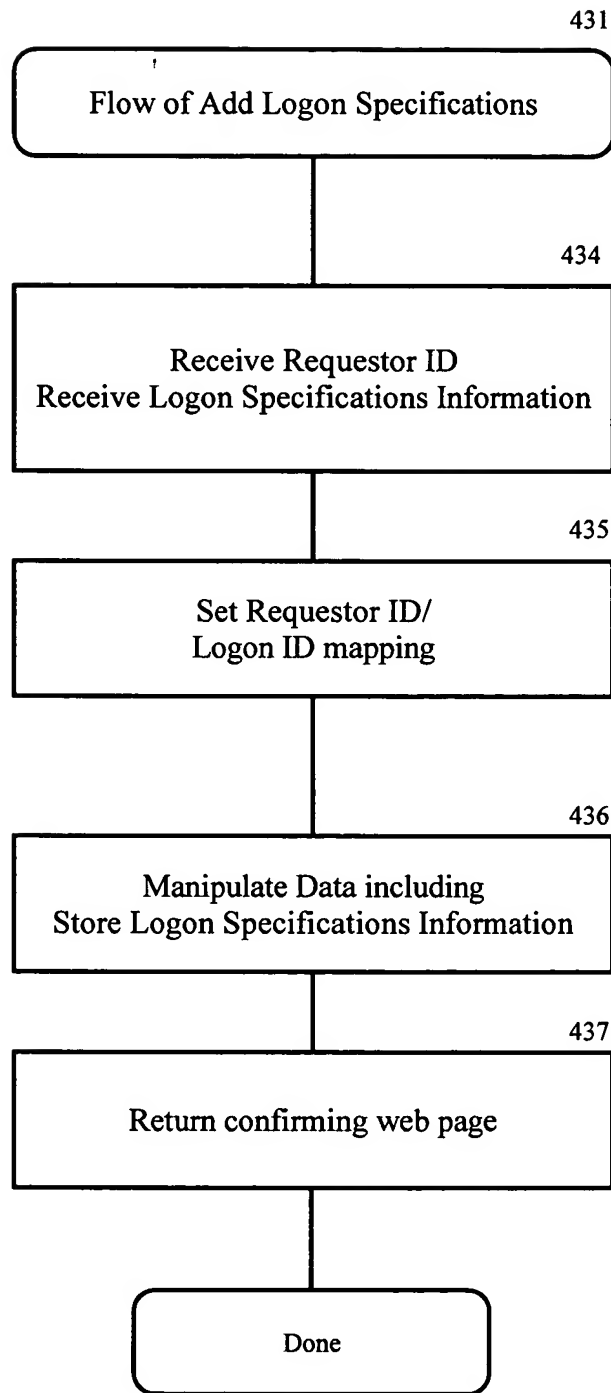 431
Flow of Add Logon Specifications
434
Receive Requestor ID
Receive Logon Specifications Information
435
Set Requestor ID/
Logon ID mapping
436
Manipulate Data including
Store Logon Specifications Information
437
Return confirming web page
Done